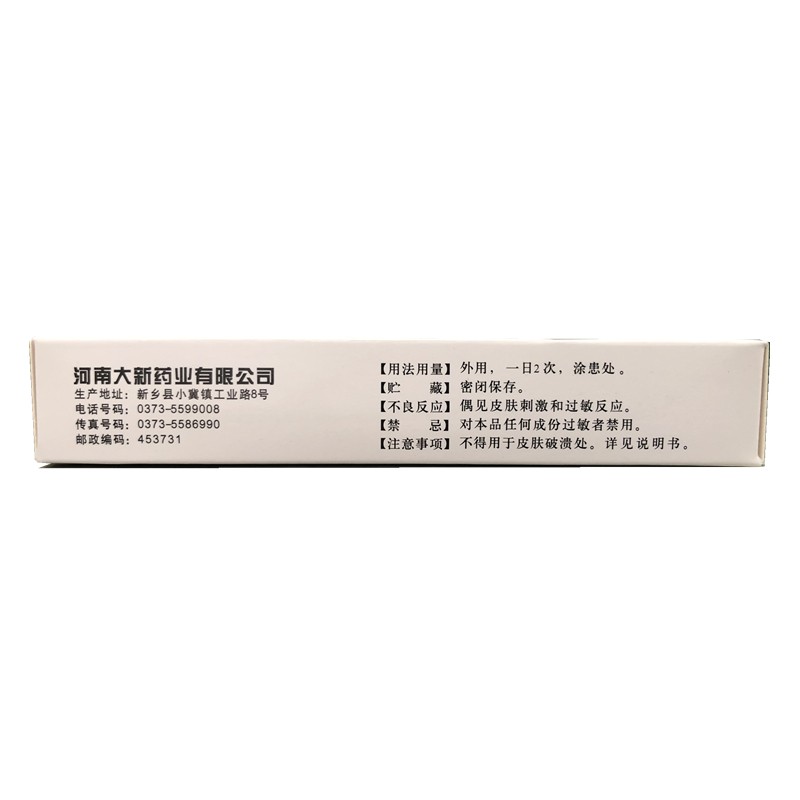 河南大新药业有限公司
生产地址：新乡县小冀镇工业路8号
电话号码：0373-5599008
传真号码：0373-5586990
邮政编码：453731
【用法用量】外用，一日2次，涂患处。
【贮 藏】密闭保存。
【不良反应】偶见皮肤刺激和过敏反应。
【禁 忌】对本品任何成份过敏者禁用。
【注意事项】不得用于皮肤破溃处。详见说明书。